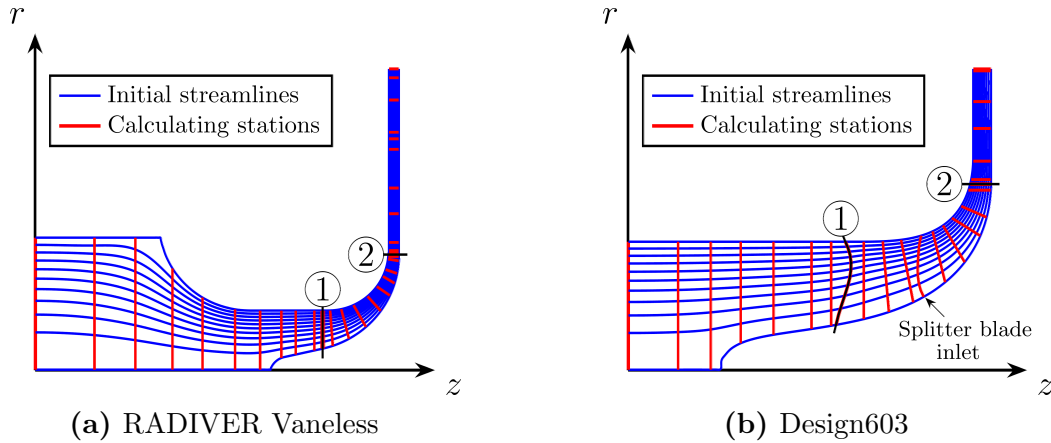 r
Initial streamlines
Calculating stations
2
1
z
(a) RADIVER Vaneless
r
Initial streamlines
Calculating stations
2
1
Splitter blade
inlet
z
(b) Design603